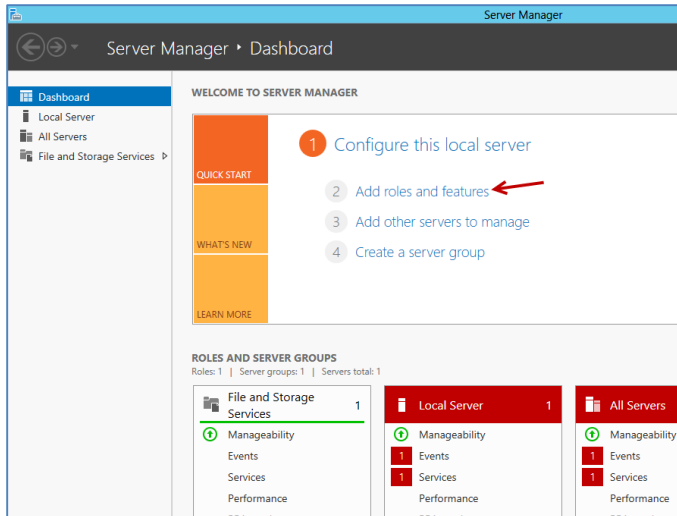 Server Manager
Server Manager • Dashboard
Dashboard
Local Server
All Servers
File and Storage Services
WELCOME TO SERVER MANAGER
QUICK START
WHAT'S NEW
LEARN MORE
1 Configure this local server
2 Add roles and features
3 Add other servers to manage
4 Create a server group
ROLES AND SERVER GROUPS
Roles: 1 | Server groups: 1 | Servers total: 1
File and Storage
Services 1
Manageability
Events
Services
Performance
Local Server 1
Manageability
1 Events
1 Services
Performance
All Servers
Manageability
1 Events
1 Services
Performance